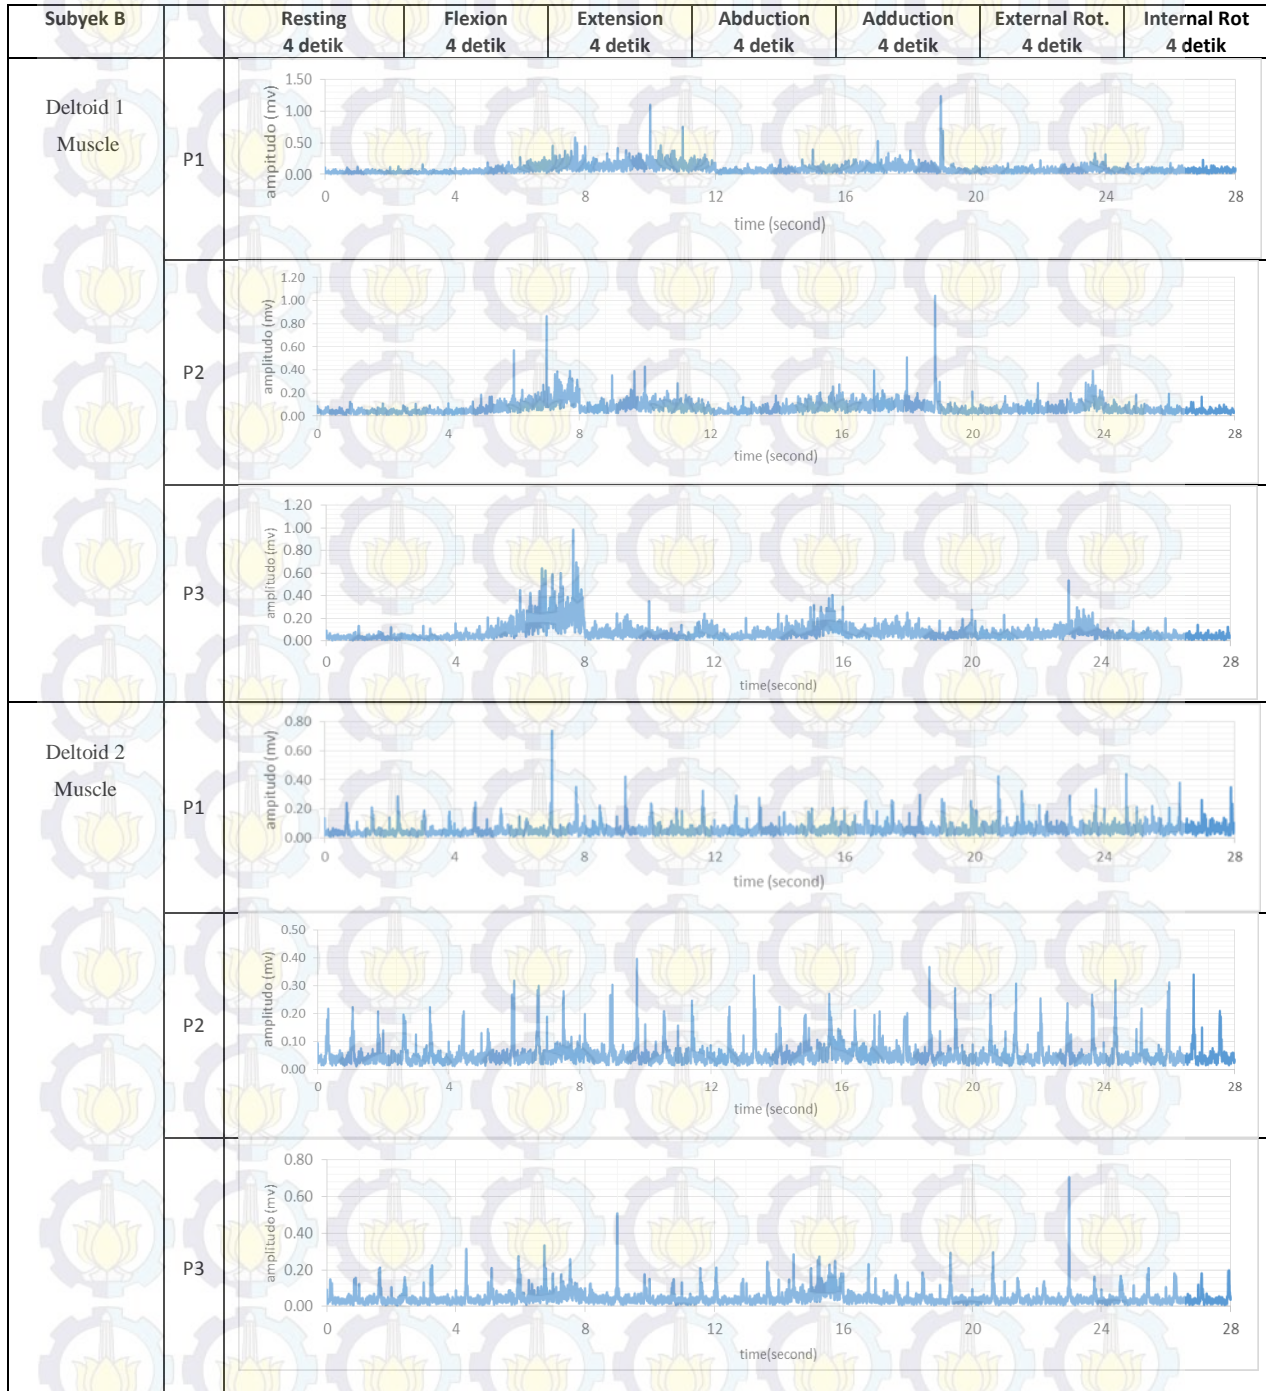 Subyek B Resting Flexion Extension Abduction Adduction External Rot. Internal Rot
4 detik 4 detik 4 detik 4 detik 4 detik 4 detik 4 detik
Deltoid 1
Muscle
P1
amplitudo (mv)
1.50
1.00
0.50
0.00
0 4 8 12 16 20 24 28
time (second)
P2
amplitudo (mv)
1.20
1.00
0.80
0.60
0.40
0.20
0.00
0 4 8 12 16 20 24 28
time (second)
P3
amplitudo (mv)
1.20
1.00
0.80
0.60
0.40
0.20
0.00
0 4 8 12 16 20 24 28
time(second)
Deltoid 2
Muscle
P1
ampitudo (mv)
0.80
0.60
0.40
0.20
0.00
0 4 8 12 16 20 24 28
time (second)
P2
amplitudo (mv)
0.50
0.40
0.30
0.20
0.10
0.00
0 4 8 12 16 20 24 28
time (second)
P3
amplitudo (mv)
0.80
0.60
0.40
0.20
0.00
0 4 8 12 16 20 24 28
time(second)